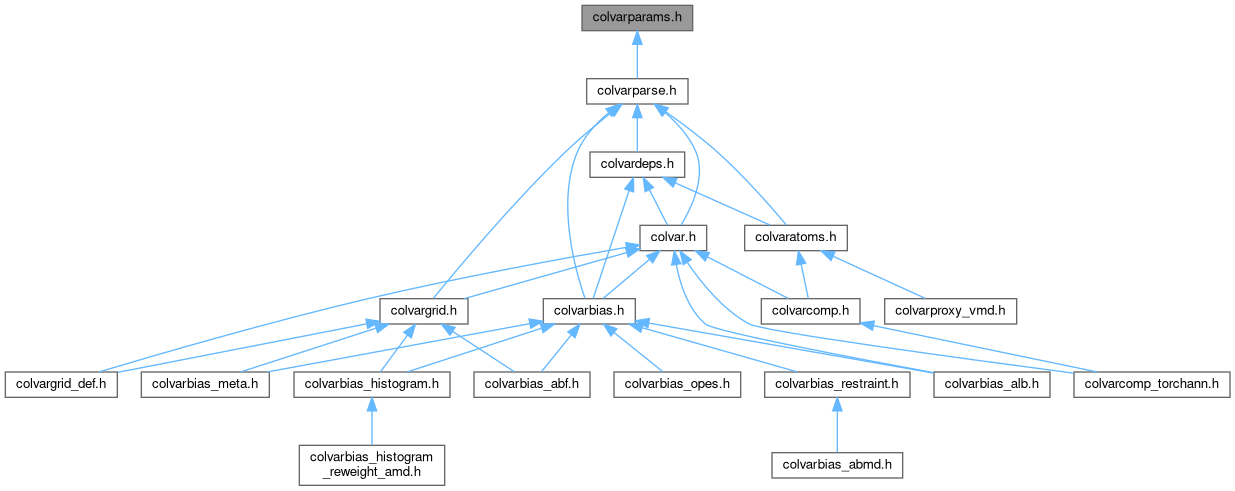 colvarparams.h
colvarparse.h
colvardeps.h
colvar.h
colvaratoms.h
colvargrid.h
colvarbias.h
colvarcomp.h
colvarproxy_vmd.h
colvargrid_def.h
colvarbias_meta.h
colvarbias_histogram.h
colvarbias_abf.h
colvarbias_opes.h
colvarbias_restraint.h
colvarbias_alb.h
colvarcomp_torchann.h
colvarbias_histogram
_reweight_amd.h
colvarbias_abmd.h